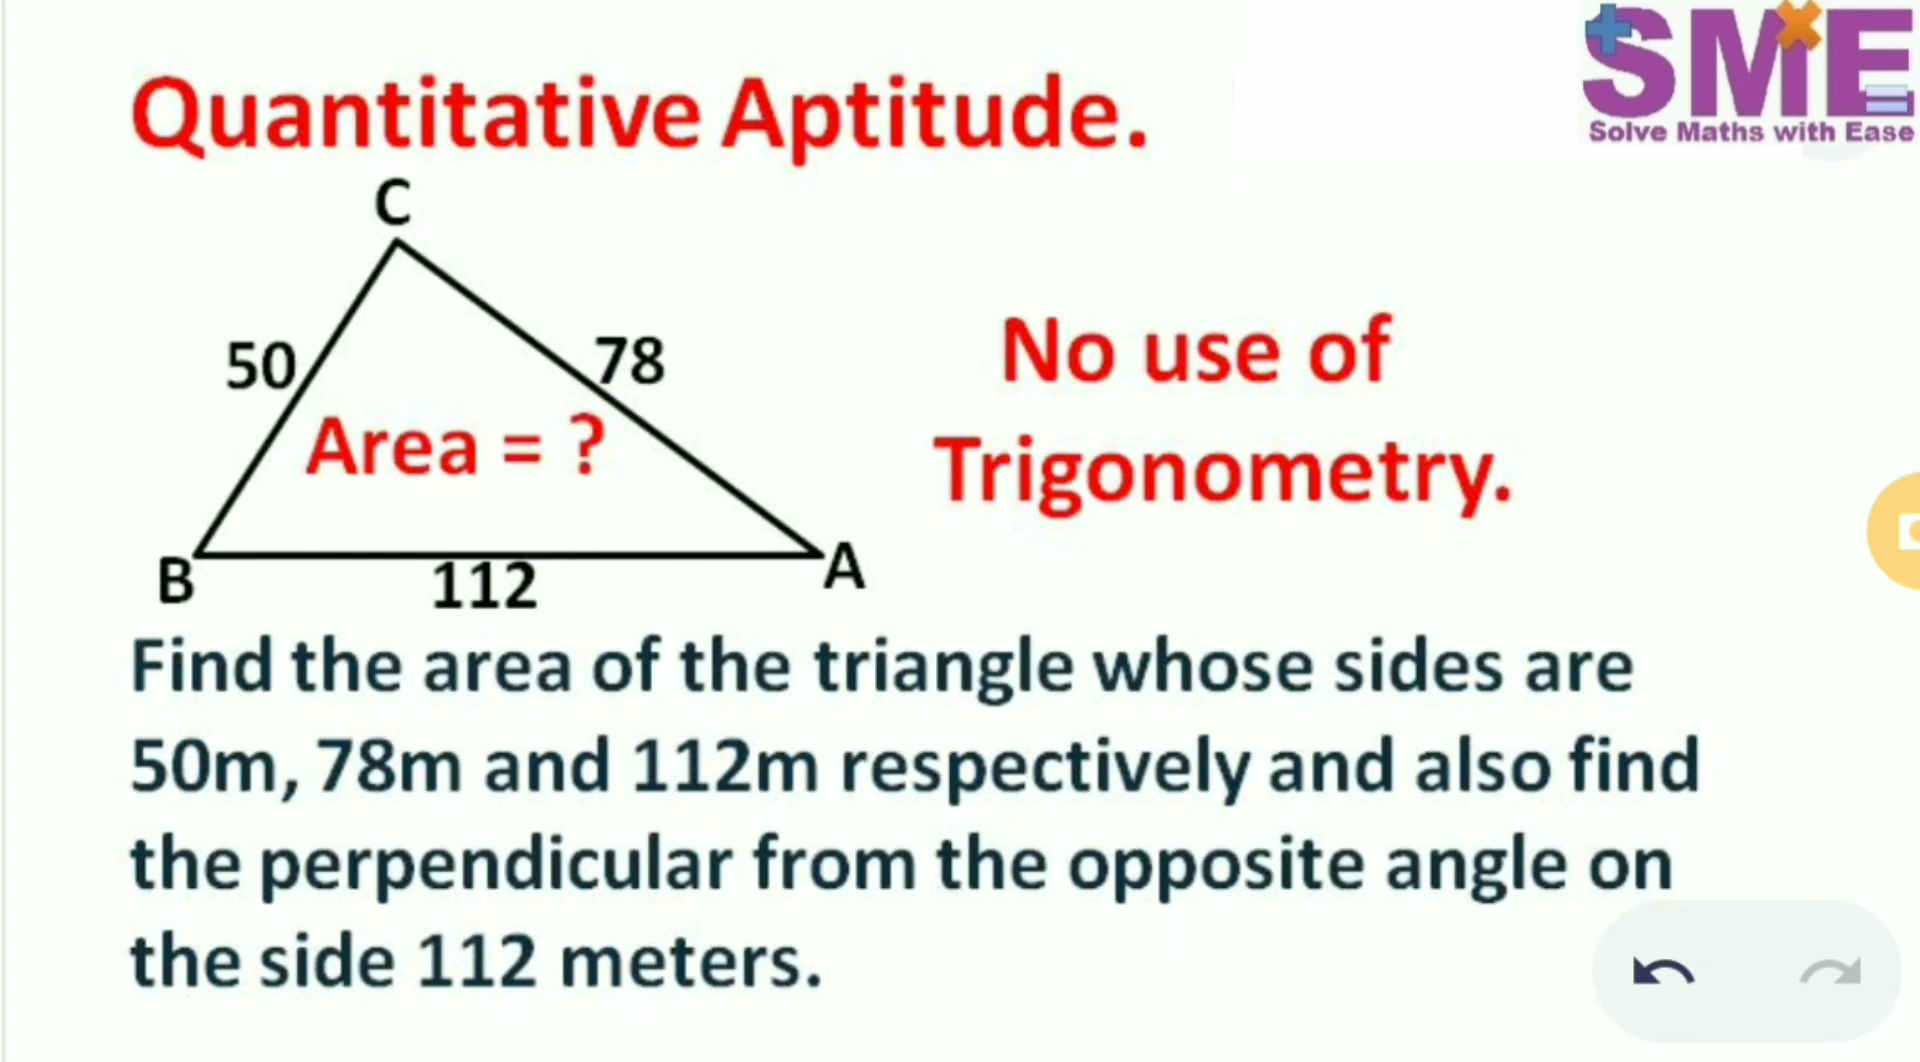 SME
Solve Maths with Ease
Quantitative Aptitude.
C
50
78
Area = ?
B
112
A
No use of
Trigonometry.
Find the area of the triangle whose sides are
50m, 78m and 112m respectively and also find
the perpendicular from the opposite angle on
the side 112 meters.